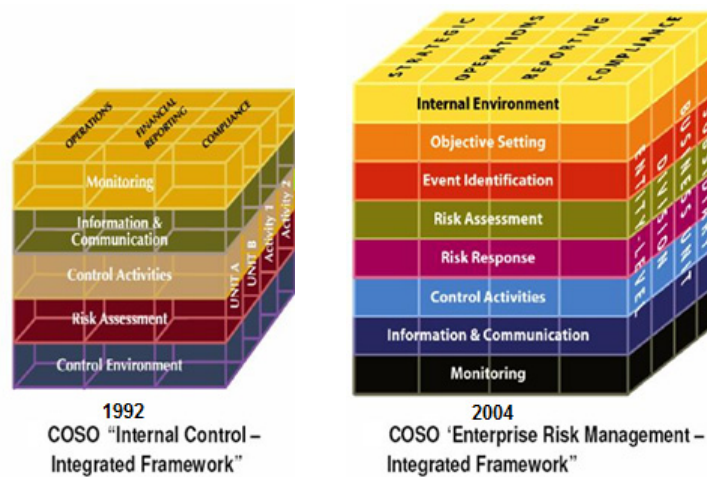 OPERATIONS
FINANCIAL
REPORTING
COMPLIANCE
Monitoring
Information &
Communication
Control Activities
Risk Assessment
Control Environment
UNIT A
UNIT B
Activity 1
Activity 2
1992
COSO “Internal Control –
Integrated Framework”
STRATEGIC
OPERATIONS
REPORTING
COMPLIANCE
Internal Environment
Objective Setting
Event Identification
Risk Assessment
Risk Response
Control Activities
Information & Communication
Monitoring
ENTITY-LEVEL
DIVISION
BUSINESS UNIT
2004
COSO ‘Enterprise Risk Management –
Integrated Framework”